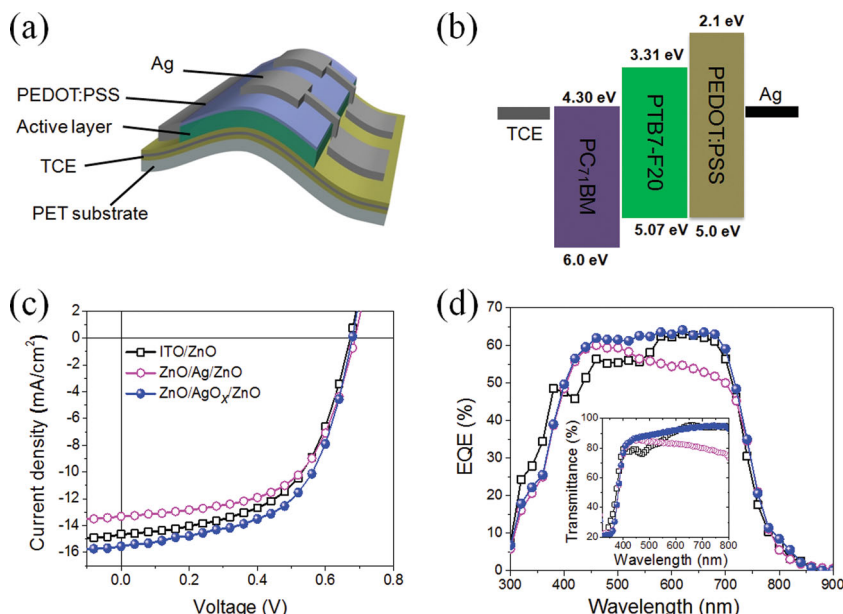 (a)
Ag
PEDOT:PSS
Active layer
TCE
PET substrate
(b)
2.1 eV
3.31 eV
4.30 eV
TCE
PC₇₁BM
PTB7-F20
PEDOT:PSS
Ag
5.07 eV
5.0 eV
6.0 eV
(c)
2
0
-2
-4
-6
-8
-10
-12
-14
-16
Current density (mA/cm²)
ITO/ZnO
ZnO/Ag/ZnO
ZnO/AgOₓ/ZnO
0.0 0.2 0.4 0.6 0.8
Voltage (V)
(d)
70
60
50
40
30
20
10
0
EQE (%)
100
80
60
40
20
Transmittance (%)
400 500 600 700 800
Wavelength (nm)
300 400 500 600 700 800 900
Wavelength (nm)